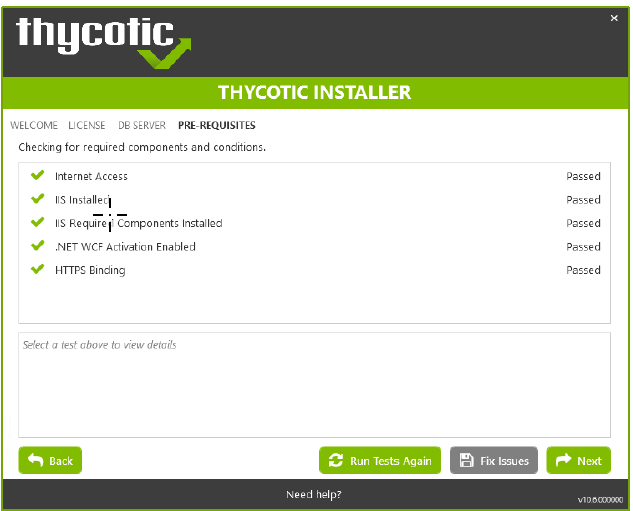 thycotic
THYCOTIC INSTALLER
WELCOME LICENSE DB SERVER PRE-REQUISITES
Checking for required components and conditions.
Internet Access Passed
IIS Installed Passed
IIS Required Components Installed Passed
.NET WCF Activation Enabled Passed
HTTPS Binding Passed
Select a test above to view details
Back Run Tests Again Fix Issues Next
Need help?
v10.6.000000